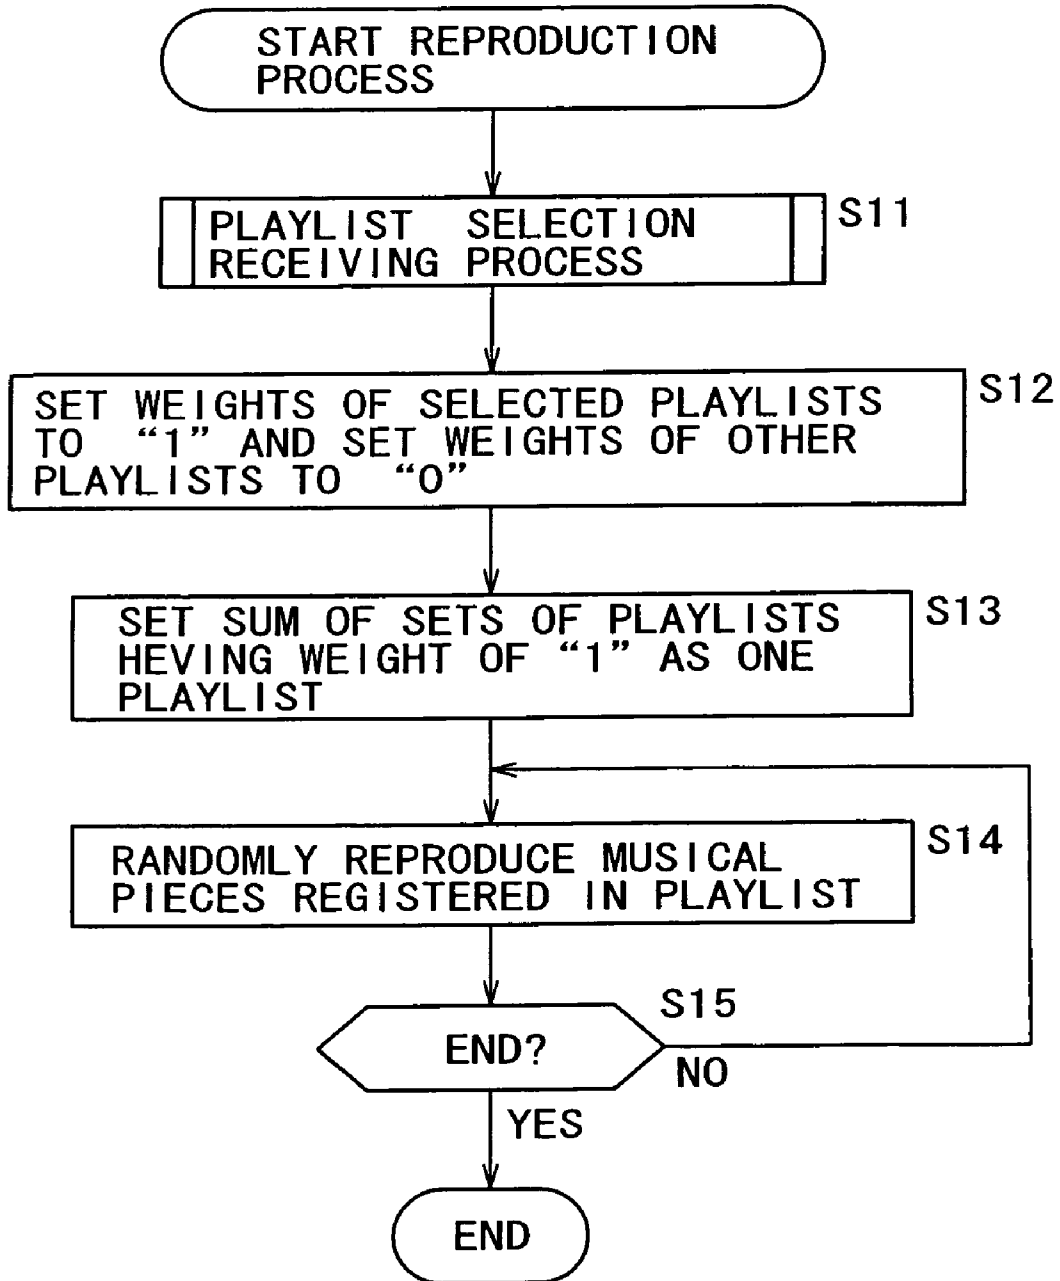 START REPRODUCTION
PROCESS
PLAYLIST SELECTION
RECEIVING PROCESS
S11
SET WEIGHTS OF SELECTED PLAYLISTS
TO “1” AND SET WEIGHTS OF OTHER
PLAYLISTS TO “0”
S12
SET SUM OF SETS OF PLAYLISTS
HEVING WEIGHT OF “1” AS ONE
PLAYLIST
S13
RANDOMLY REPRODUCE MUSICAL
PIECES REGISTERED IN PLAYLIST
S14
S15
END?
NO
YES
END